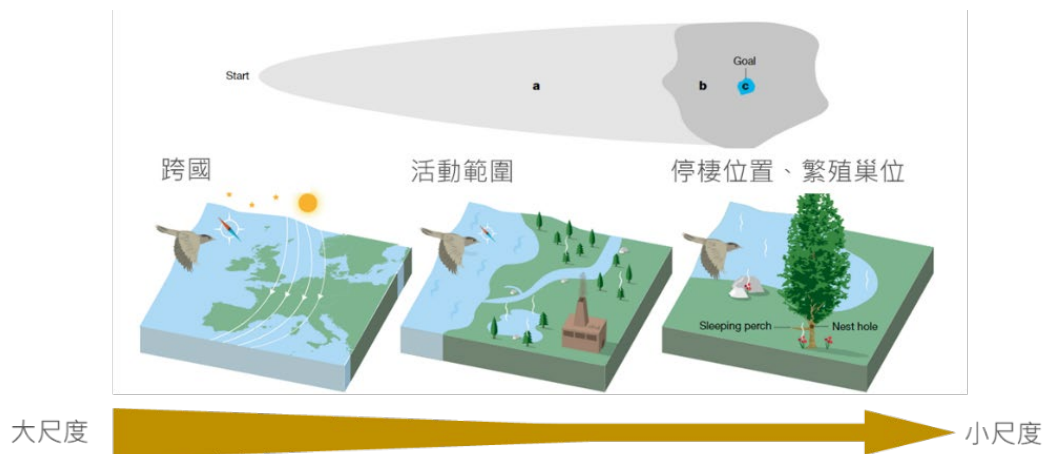 Start
a
b
Goal
c
跨國
活動範圍
停棲位置、繁殖巢位
Sleeping perch
Nest hole
大尺度
小尺度